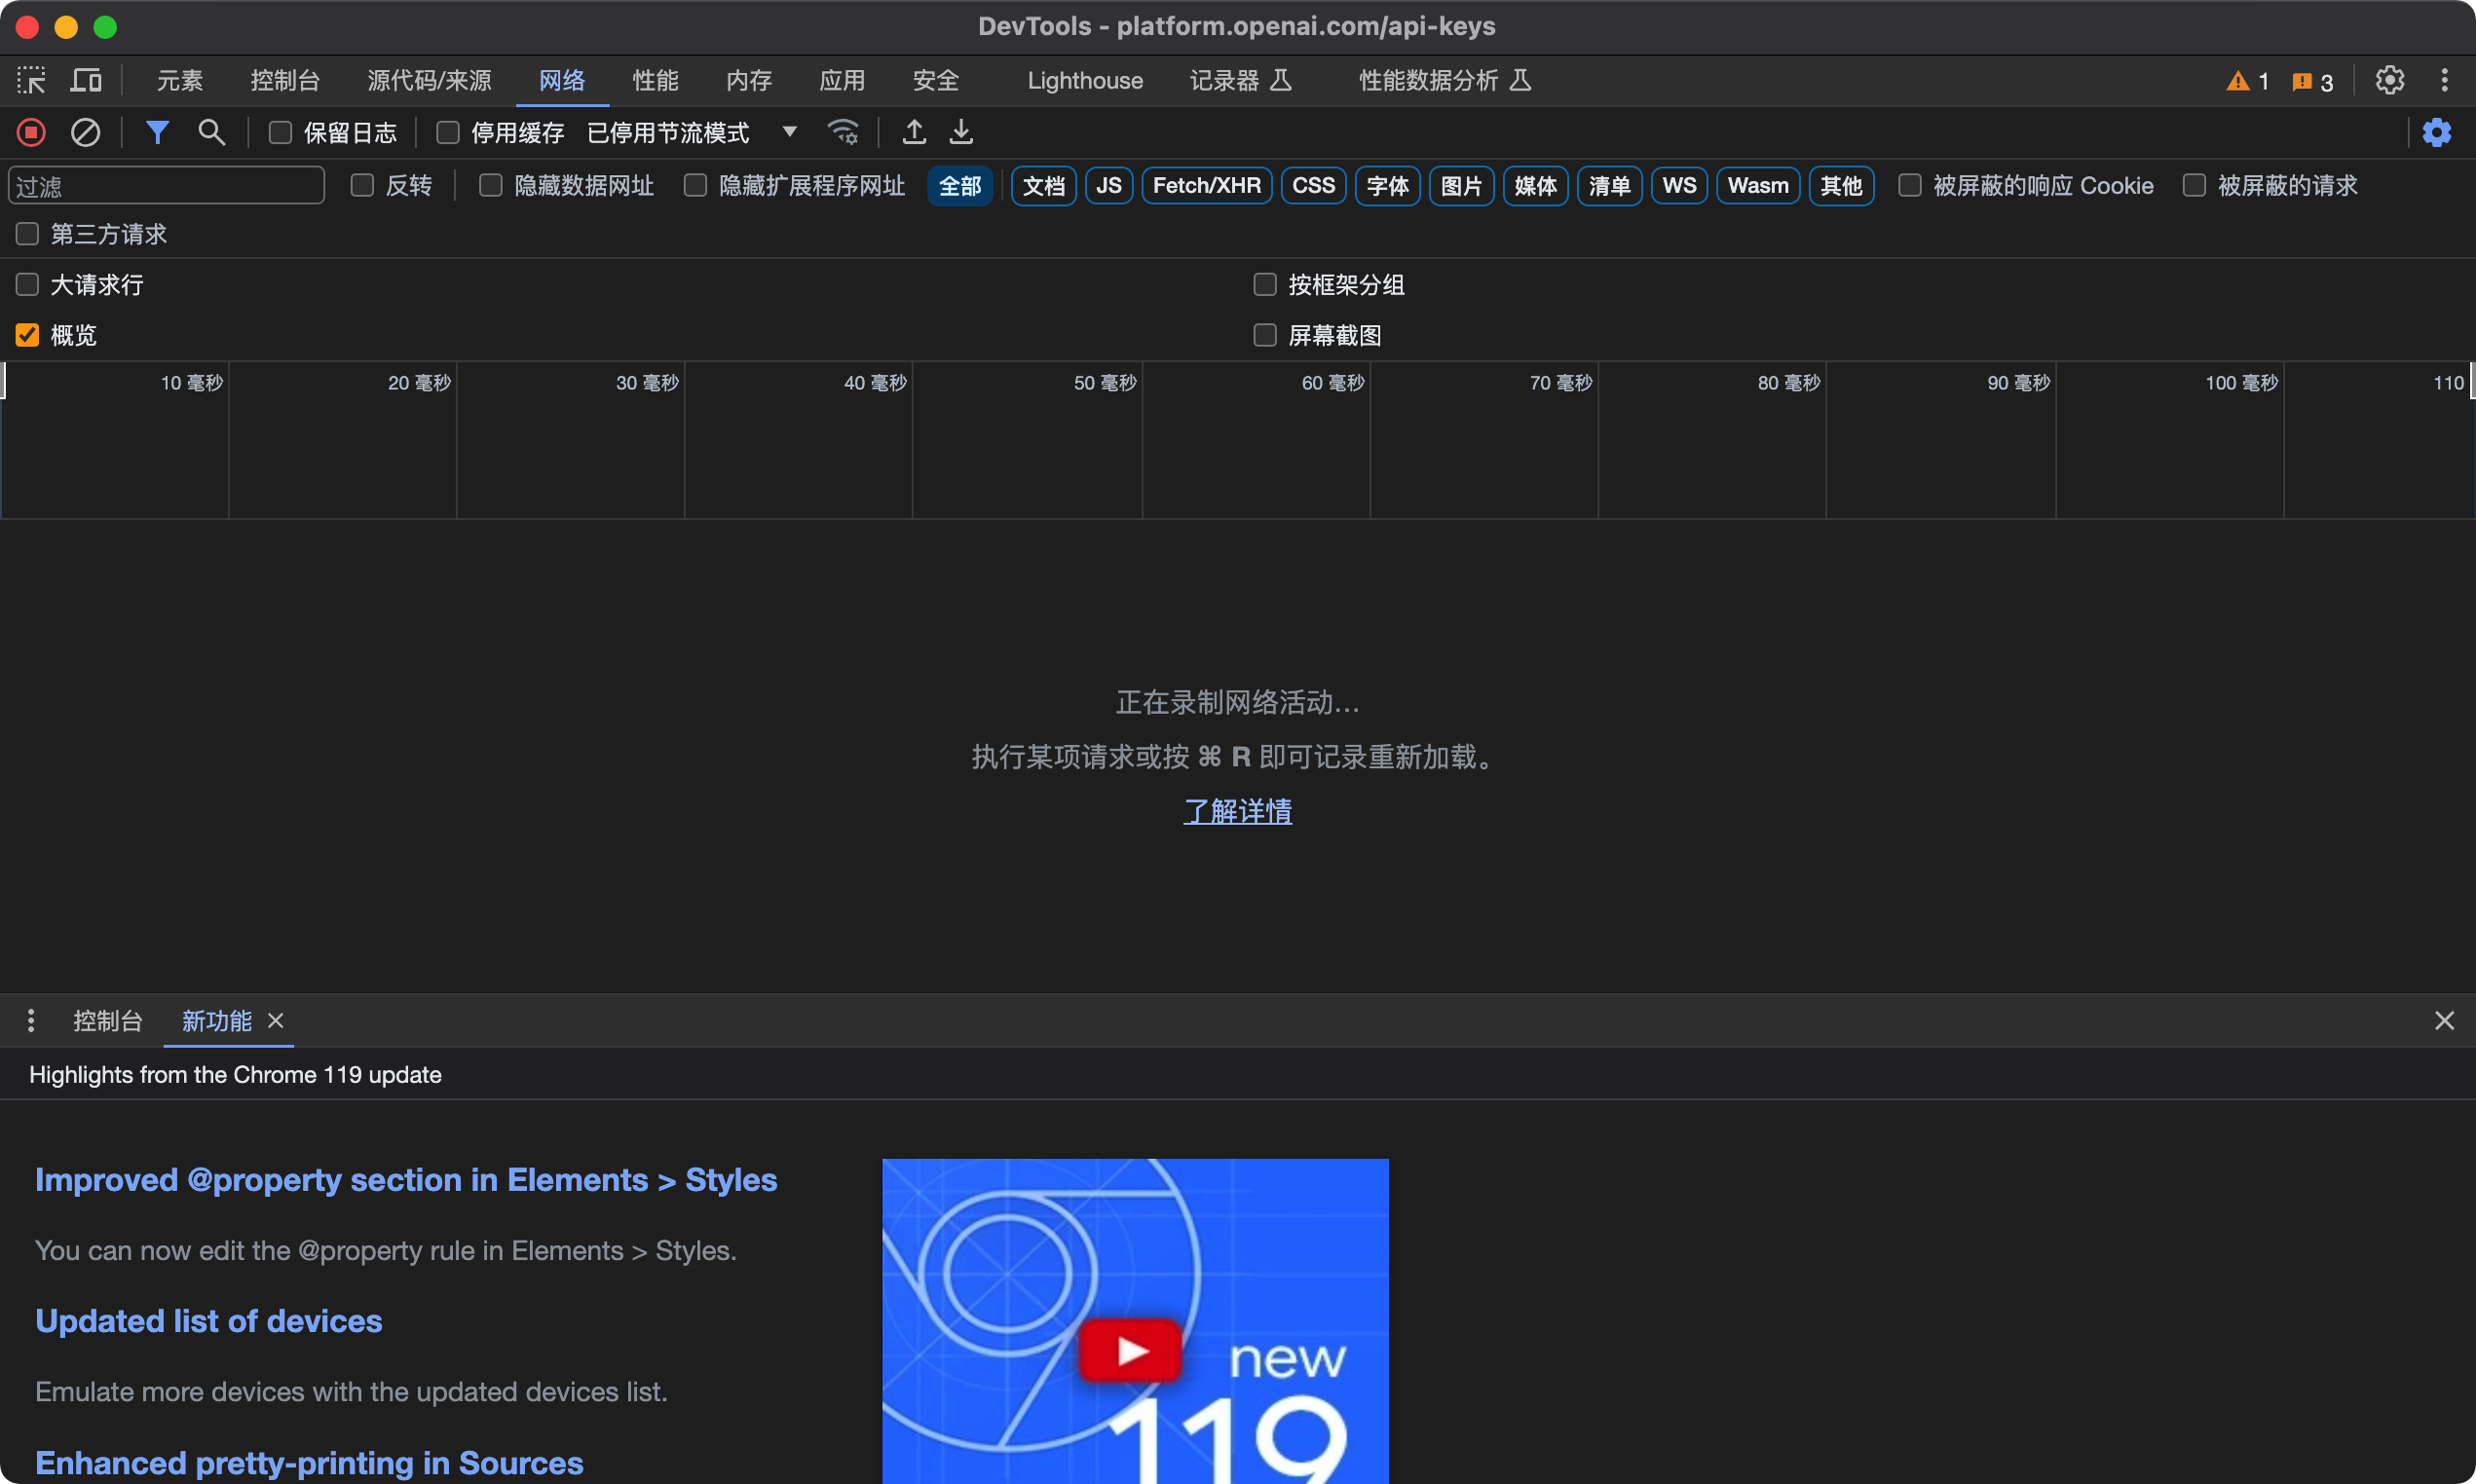 DevTools - platform.openai.com/api-keys
元素 控制台 源代码/来源 网络 性能 内存 应用 安全 Lighthouse 记录器 性能数据分析 1 3
保留日志 停用缓存 已停用节流模式
过滤 反转 隐藏数据网址 隐藏扩展程序网址 全部 文档 JS Fetch/XHR CSS 字体 图片 媒体 清单 WS Wasm 其他 被屏蔽的响应 Cookie 被屏蔽的请求
第三方请求
大请求行 按框架分组
概览 屏幕截图
10 毫秒 20 毫秒 30 毫秒 40 毫秒 50 毫秒 60 毫秒 70 毫秒 80 毫秒 90 毫秒 100 毫秒 110
正在录制网络活动…
执行某项请求或按 ⌘ R 即可记录重新加载。
了解详情
控制台 新功能
Highlights from the Chrome 119 update
Improved @property section in Elements > Styles
You can now edit the @property rule in Elements > Styles.
Updated list of devices
Emulate more devices with the updated devices list.
Enhanced pretty-printing in Sources
new
119